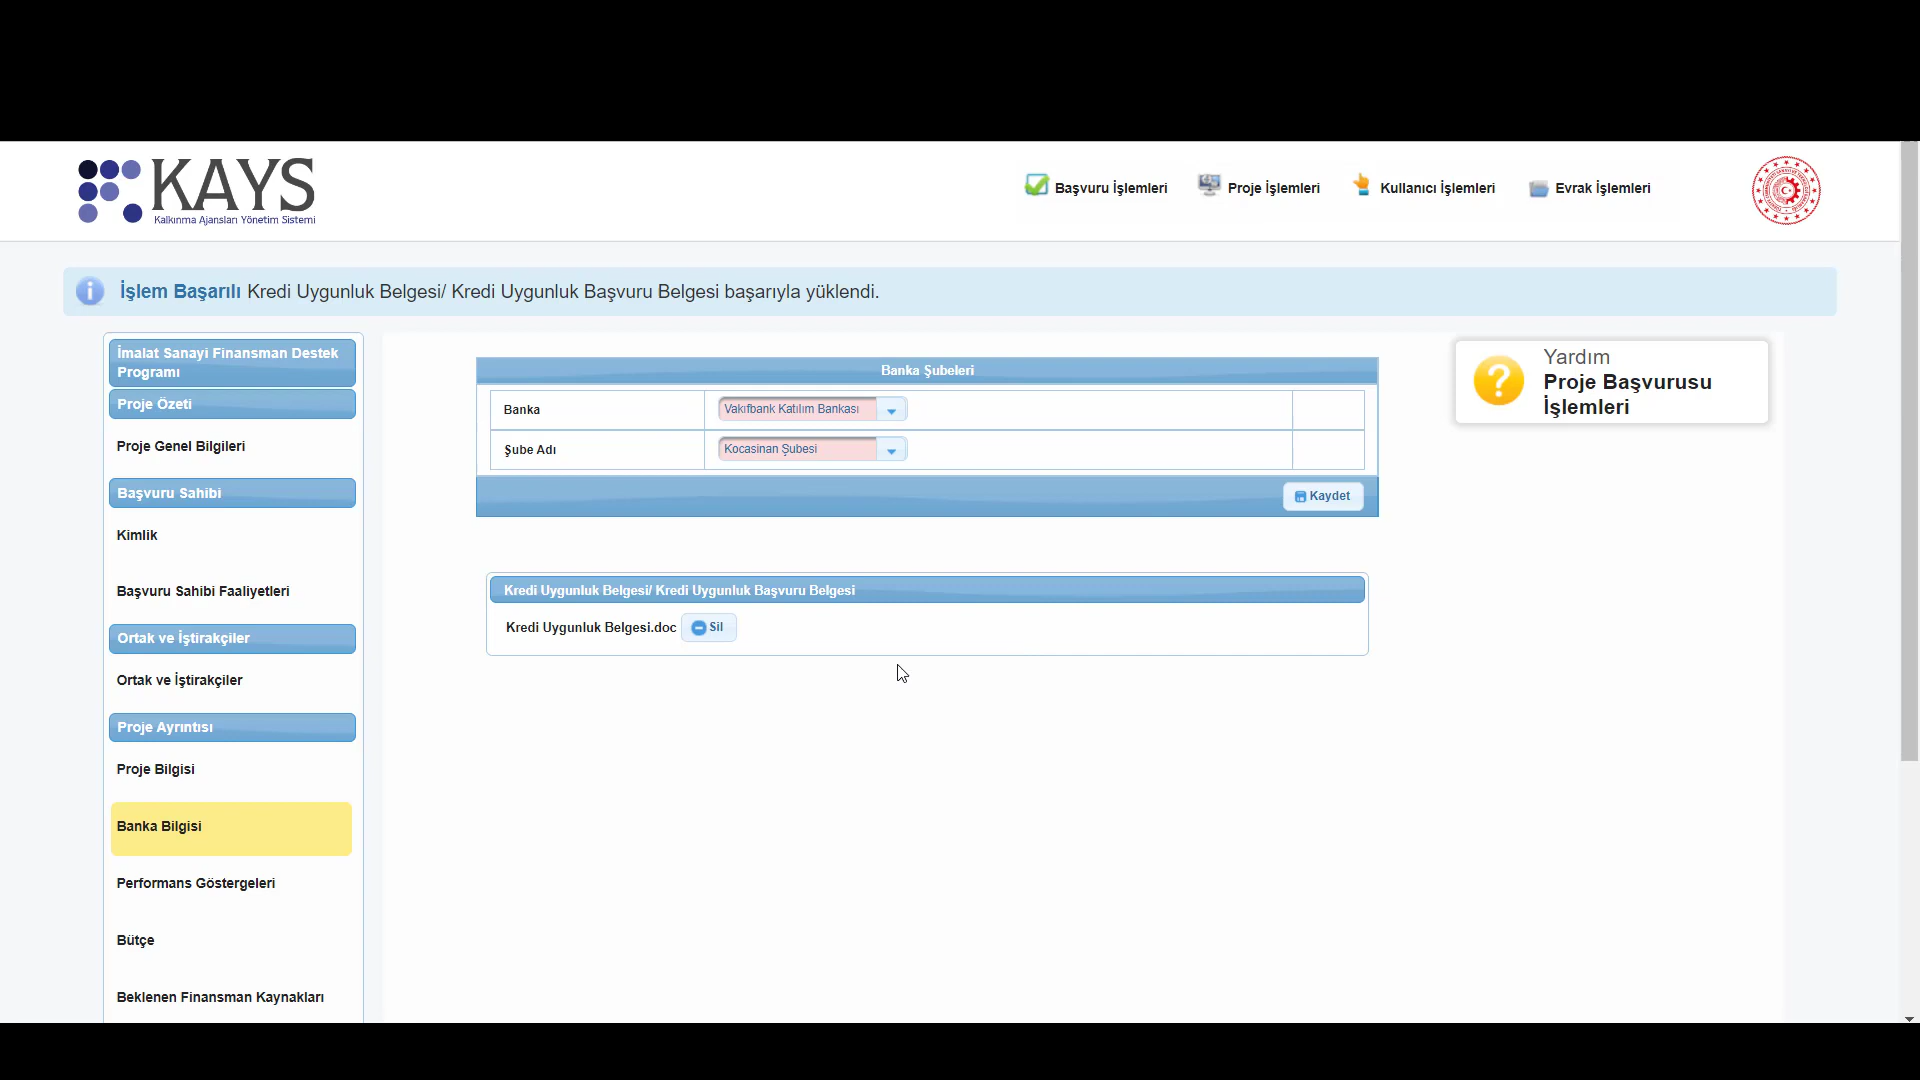 KAYS
Kalkınma Ajansları Yönetim Sistemi
Başvuru İşlemleri
Proje İşlemleri
Kullanıcı İşlemleri
Evrak İşlemleri
İşlem Başarılı Kredi Uygunluk Belgesi/ Kredi Uygunluk Başvuru Belgesi başarıyla yüklendi.
İmalat Sanayi Finansman Destek
Programı
Proje Özeti
Proje Genel Bilgileri
Başvuru Sahibi
Kimlik
Başvuru Sahibi Faaliyetleri
Ortak ve İştirakçiler
Ortak ve İştirakçiler
Proje Ayrıntısı
Proje Bilgisi
Banka Bilgisi
Performans Göstergeleri
Bütçe
Beklenen Finansman Kaynakları
Banka Şubeleri
Banka
Vakıfbank Katılım Bankası
Şube Adı
Kocasinan Şubesi
Kaydet
Kredi Uygunluk Belgesi/ Kredi Uygunluk Başvuru Belgesi
Kredi Uygunluk Belgesi.doc
Sil
Yardım
Proje Başvurusu
İşlemleri